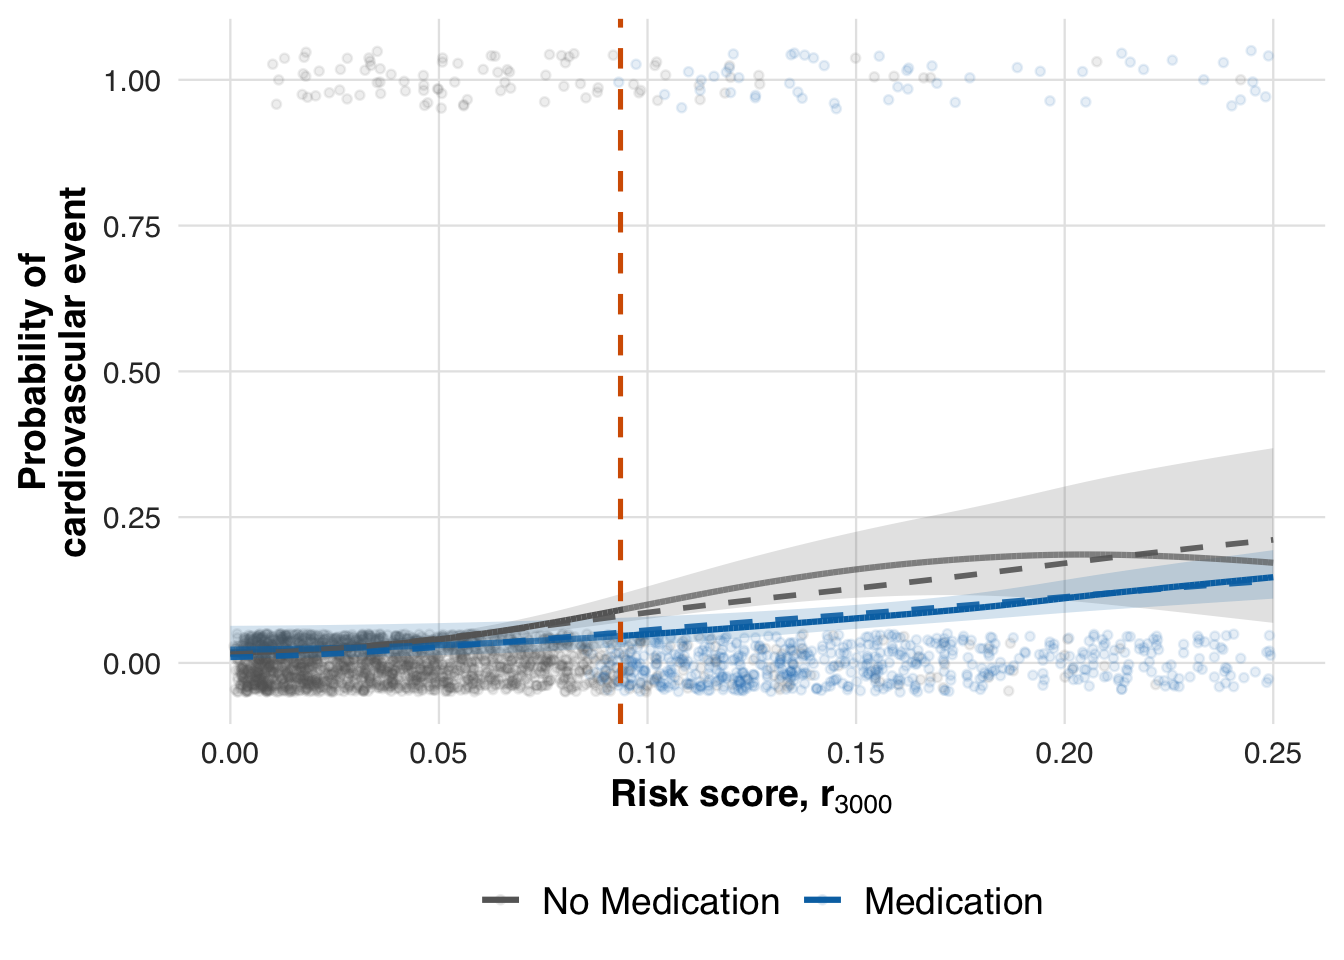 Probability of
cardiovascular event
1.00
0.75
0.50
0.25
0.00
0.00 0.05 0.10 0.15 0.20 0.25
Risk score, r3000
No Medication Medication